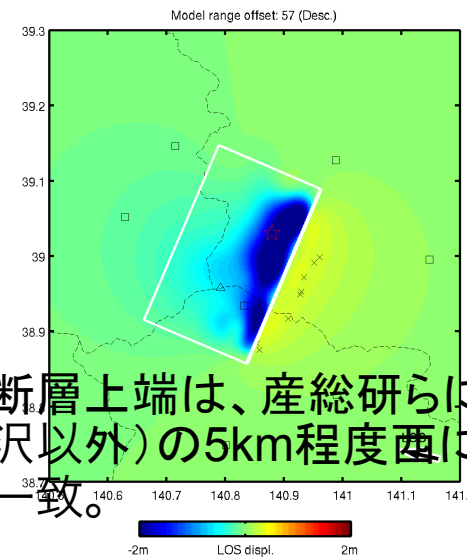 Model range offset: 57 (Desc.)
39.3
39.2
39.1
39
38.9
断層上端は、産総研らに
沢以外）の5km程度西に
一致。
140.6 140.7 140.8 140.9 141 141.1
-2m LOS displ. 2m